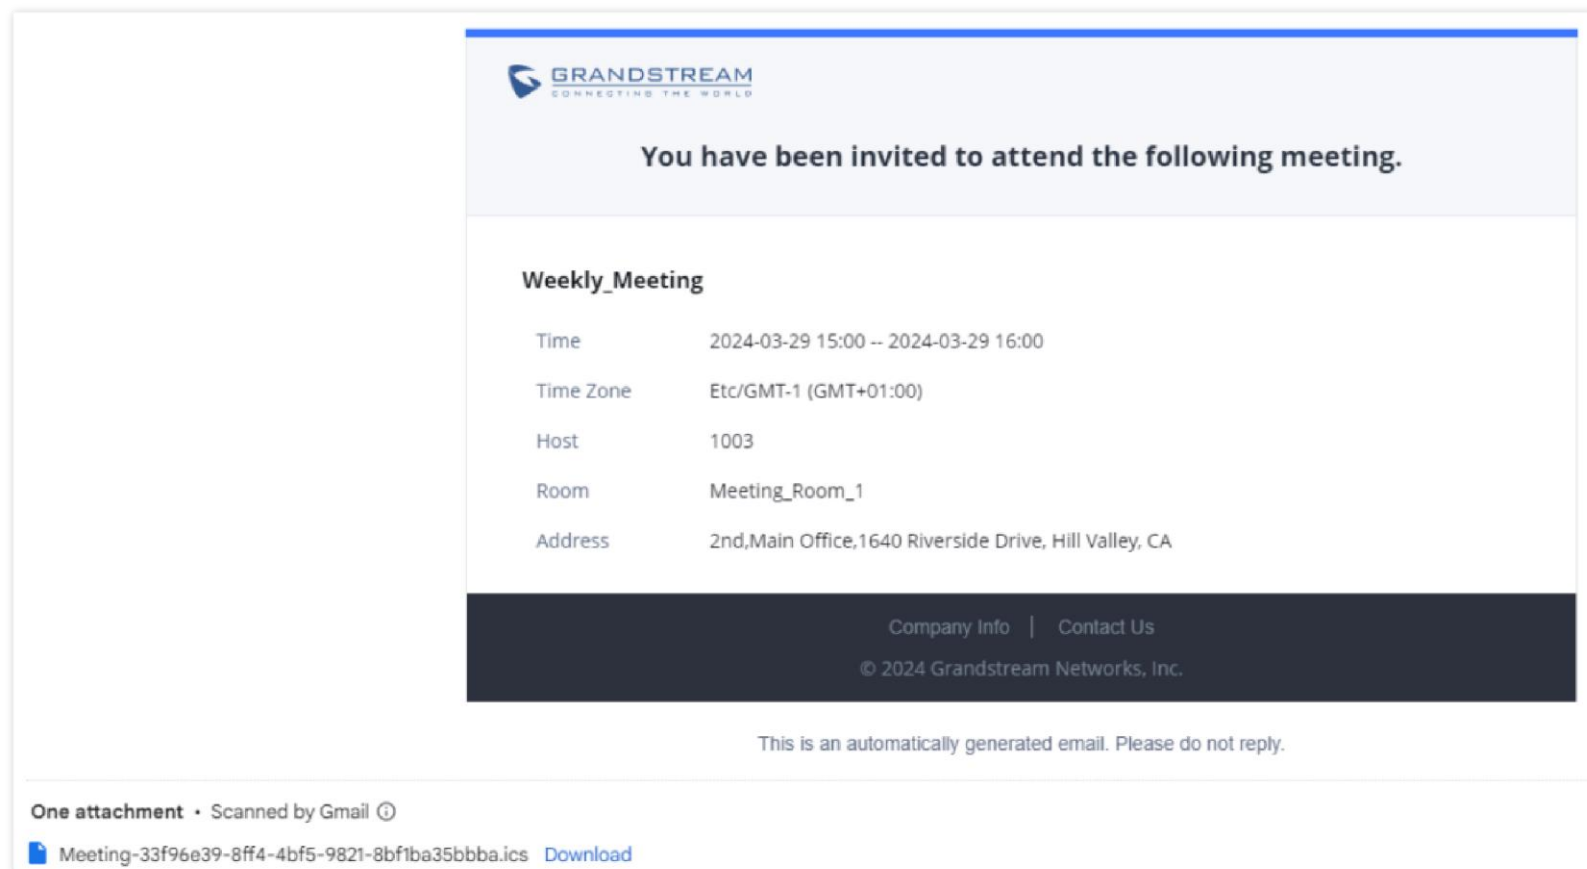 GRANDSTREAM
CONNECTING THE WORLD
You have been invited to attend the following meeting.
Weekly_Meeting
Time 2024-03-29 15:00 -- 2024-03-29 16:00
Time Zone Etc/GMT-1 (GMT+01:00)
Host 1003
Room Meeting_Room_1
Address 2nd,Main Office,1640 Riverside Drive, Hill Valley, CA
Company Info | Contact Us
© 2024 Grandstream Networks, Inc.
This is an automatically generated email. Please do not reply.
One attachment • Scanned by Gmail
Meeting-33f96e39-8ff4-4bf5-9821-8bf1ba35bbba.ics Download